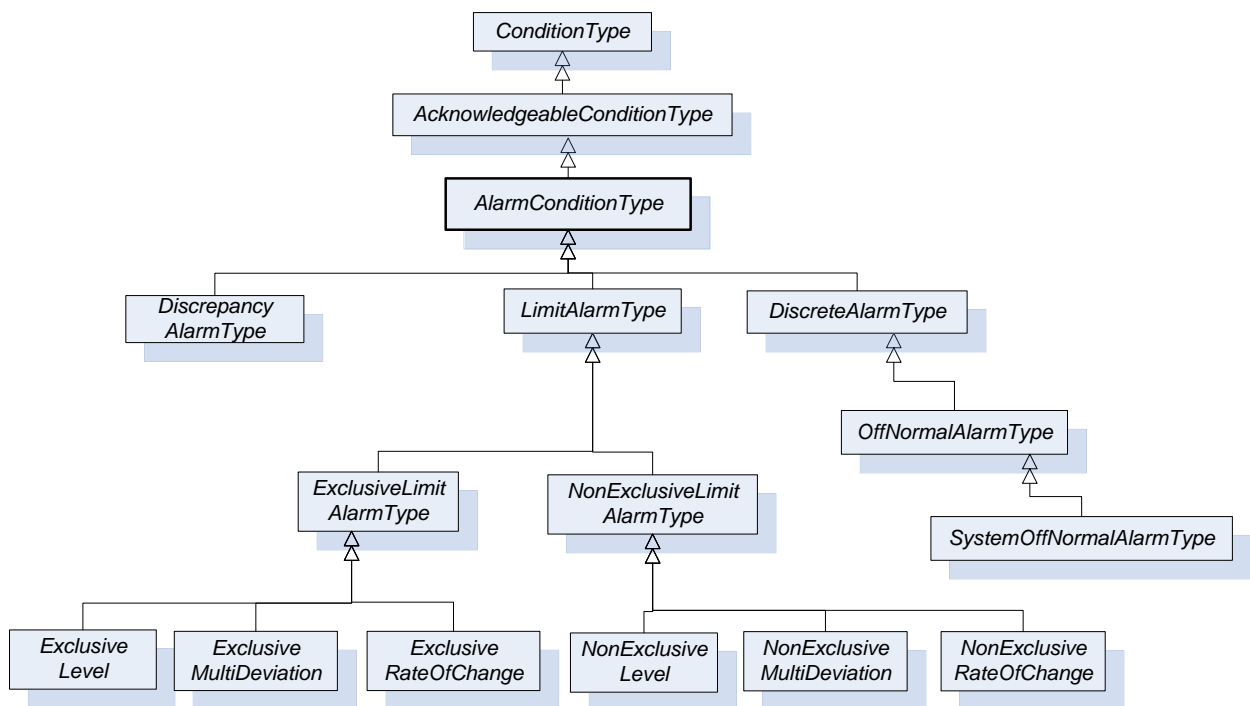 ConditionType
AcknowledgeableConditionType
AlarmConditionType
Discrepancy
AlarmType
LimitAlarmType
DiscreteAlarmType
OffNormalAlarmType
ExclusiveLimit
AlarmType
NonExclusiveLimit
AlarmType
SystemOffNormalAlarmType
Exclusive
Level
Exclusive
MultiDeviation
Exclusive
RateOfChange
NonExclusive
Level
NonExclusive
MultiDeviation
NonExclusive
RateOfChange